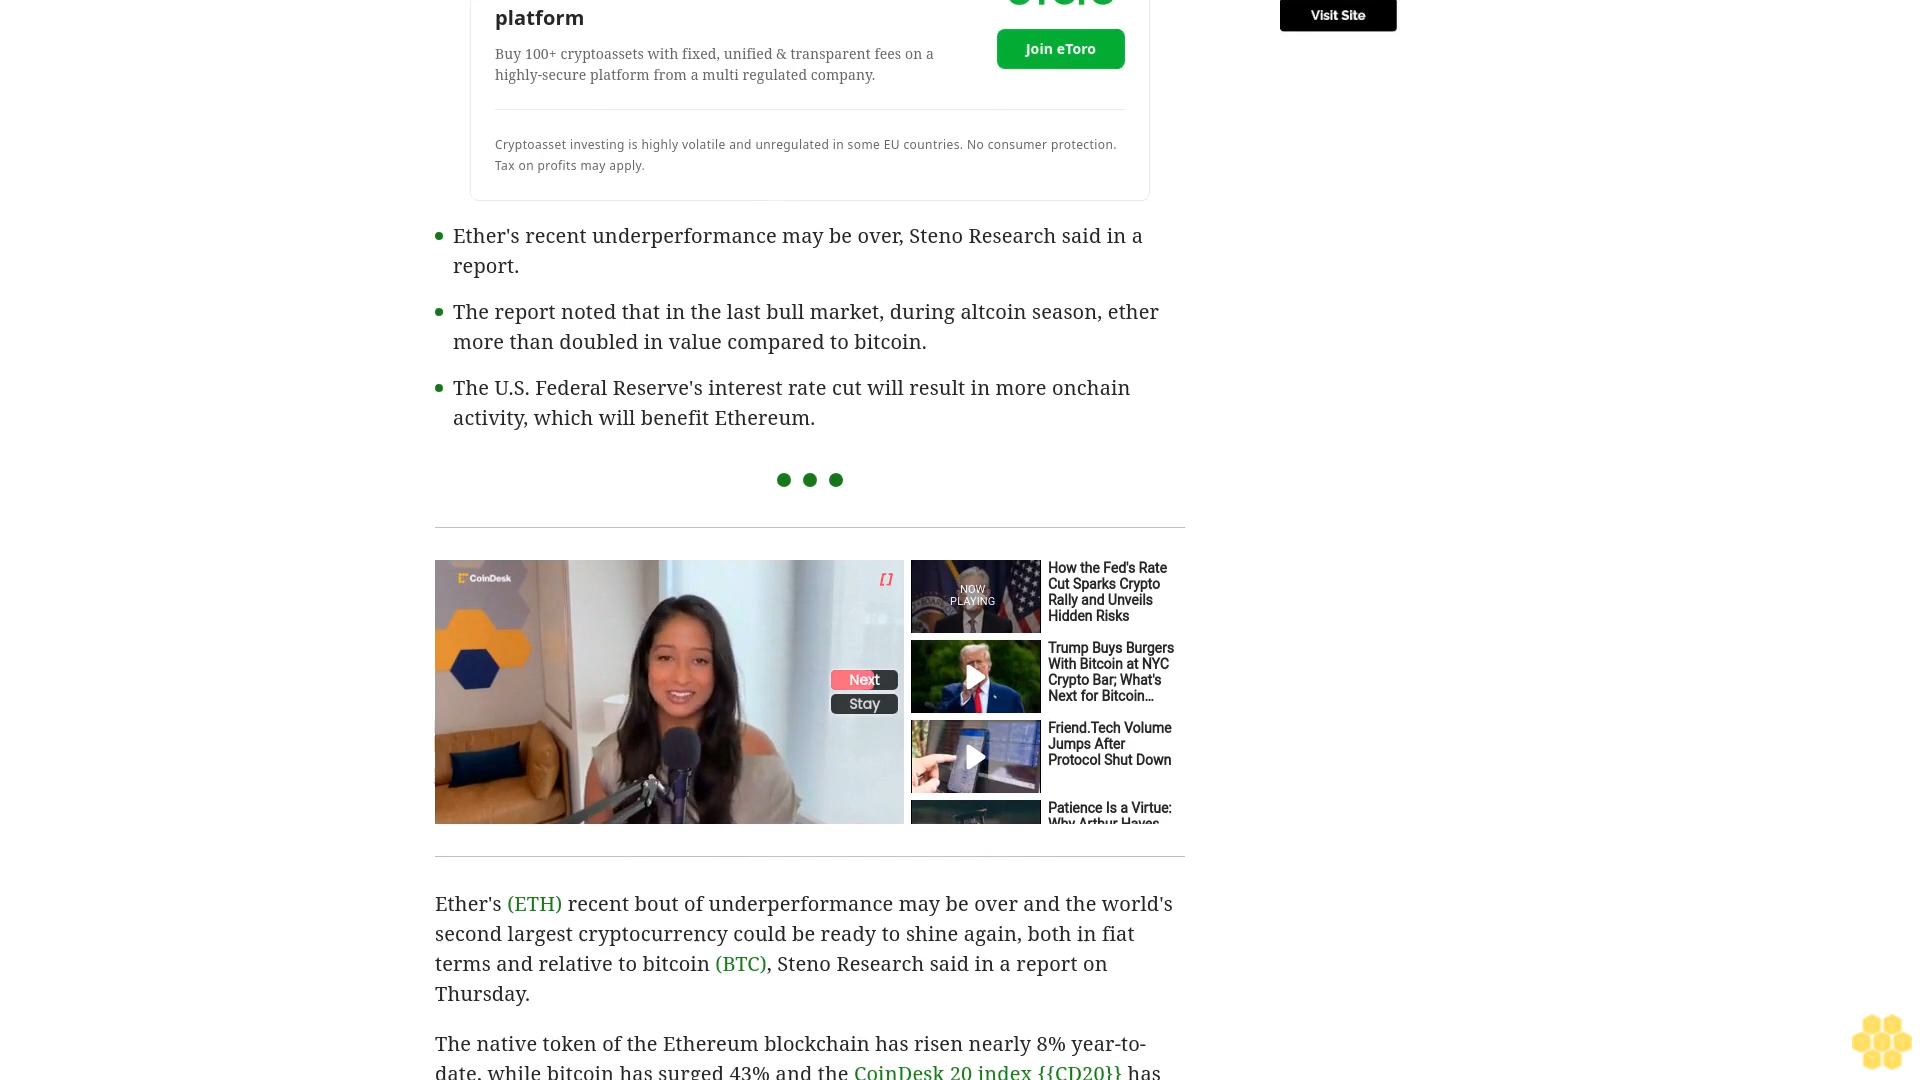 platform
Buy 100+ cryptoassets with fixed, unified & transparent fees on a
highly-secure platform from a multi regulated company.
Join eToro
Visit Site
Cryptoasset investing is highly volatile and unregulated in some EU countries. No consumer protection.
Tax on profits may apply.
Ether's recent underperformance may be over, Steno Research said in a
report.
The report noted that in the last bull market, during altcoin season, ether
more than doubled in value compared to bitcoin.
The U.S. Federal Reserve's interest rate cut will result in more onchain
activity, which will benefit Ethereum.
CoinDesk
[]
Next
Stay
NOW
PLAYING
How the Fed's Rate
Cut Sparks Crypto
Rally and Unveils
Hidden Risks
Trump Buys Burgers
With Bitcoin at NYC
Crypto Bar; What's
Next for Bitcoin...
Friend.Tech Volume
Jumps After
Protocol Shut Down
Patience Is a Virtue:
Why Arthur Hayes
Ether's (ETH) recent bout of underperformance may be over and the world's
second largest cryptocurrency could be ready to shine again, both in fiat
terms and relative to bitcoin (BTC), Steno Research said in a report on
Thursday.
The native token of the Ethereum blockchain has risen nearly 8% year-to-
date, while bitcoin has surged 43% and the CoinDesk 20 index {{CD20}} has